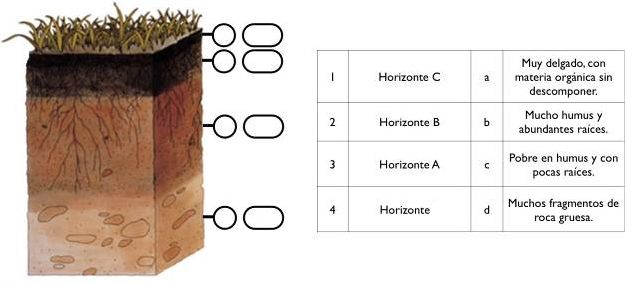 1 Horizonte C a Muy delgado, con
materia orgánica sin
descomponer.
2 Horizonte B b Mucho humus y
abundantes raíces.
3 Horizonte A c Pobre en humus y con
pocas raíces.
4 Horizonte d Muchos fragmentos de
roca gruesa.